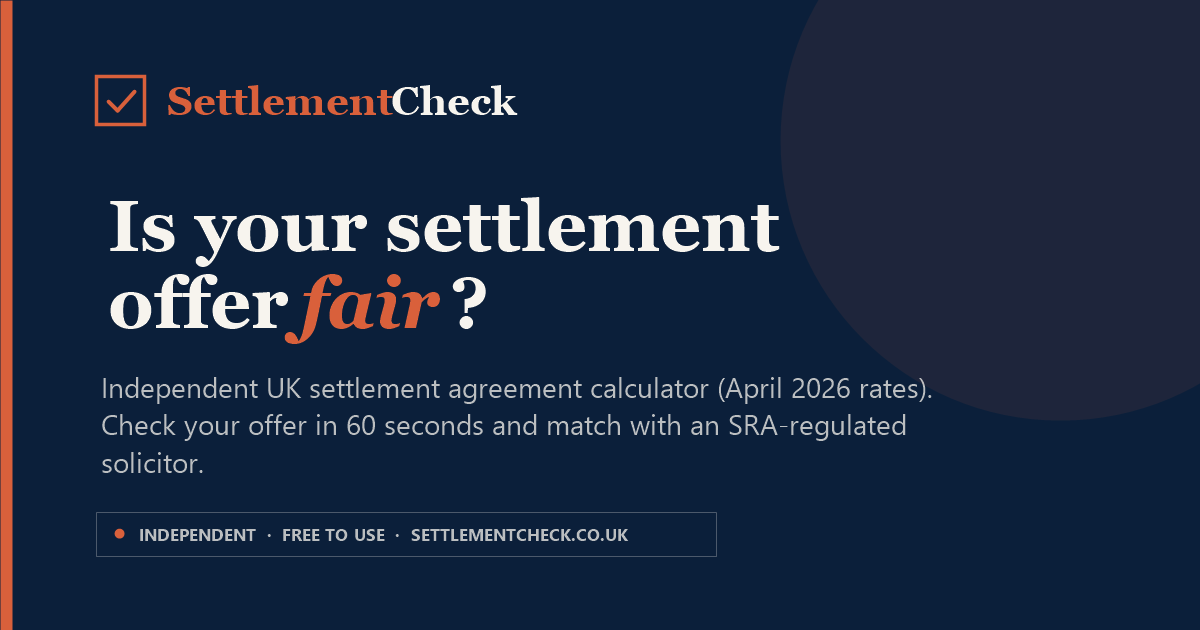 SettlementCheck
Is your settlement
offer fair ?
Independent UK settlement agreement calculator (April 2026 rates).
Check your offer in 60 seconds and match with an SRA-regulated
solicitor.
INDEPENDENT · FREE TO USE · SETTLEMENTCHECK.CO.UK